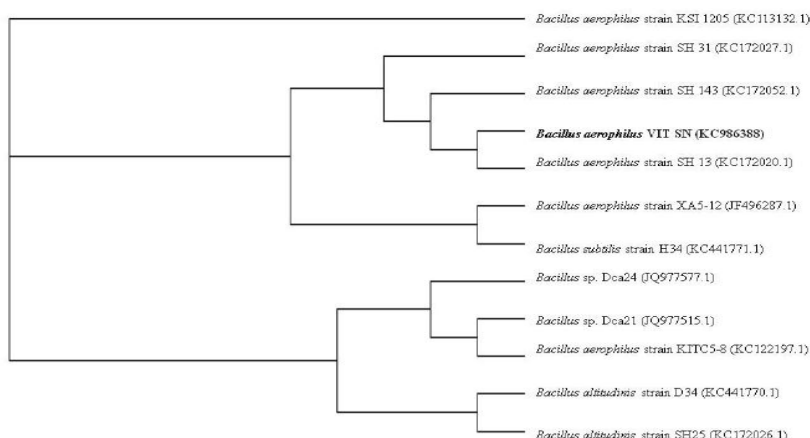 Bacillus aerophilus strain KSI 1205 (KC113132.1)
Bacillus aerophilus strain SH 31 (KC172027.1)
Bacillus aerophilus strain SH 143 (KC172052.1)
Bacillus aerophilus VIT SN (KC986388)
Bacillus aerophilus strain SH 13 (KC172020.1)
Bacillus aerophilus strain XA5-12 (JF496287.1)
Bacillus subtilis strain H34 (KC441771.1)
Bacillus sp. Dca24 (JQ977577.1)
Bacillus sp. Dca21 (JQ977515.1)
Bacillus aerophilus strain KITC5-8 (KC122197.1)
Bacillus altitudinis strain D34 (KC441770.1)
Bacillus altitudinis strain SH25 (KC172026.1)